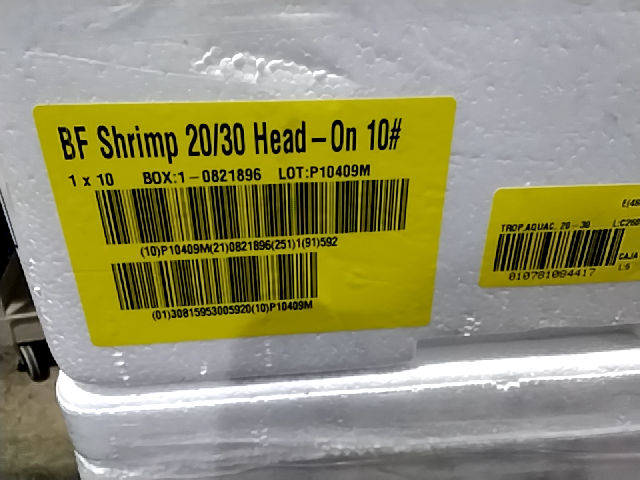 BF Shrimp 20/30 Head-On 10#
1 x 10 BOX:1-0821896 LOT:P10409M
(10)P10409M(21)0821896(251)1(91)592
(01)30815953005920(10)P10409M
TROP.AQUAC. 20-30
CAJA
010781084417